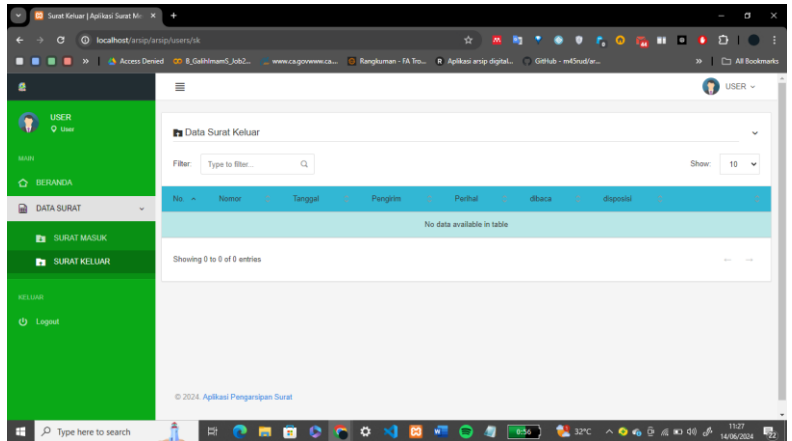 Surat Keluar | Aplikasi Surat M
localhost/arsip/arsip/users/sk
Access Denied
B_GalihImamS_Job2...
www.ca.govwww.ca...
Rangkuman - FA Tro...
Aplikasi arsip digital...
GitHub - m45rud/ar...
»
All Bookmarks
USER
USER
User
Data Surat Keluar
MAIN
Filter:
Type to filter...
Show:
10
BERANDA
No
Nomor
Tanggal
Pengirim
Perihal
dibaca
disposisi
DATA SURAT
No data available in table
SURAT MASUK
SURAT KELUAR
Showing 0 to 0 of 0 entries
KELUAR
Logout
© 2024. Aplikasi Pengarsipan Surat
Type here to search
8:56
32°C
11:27
14/06/2024
22